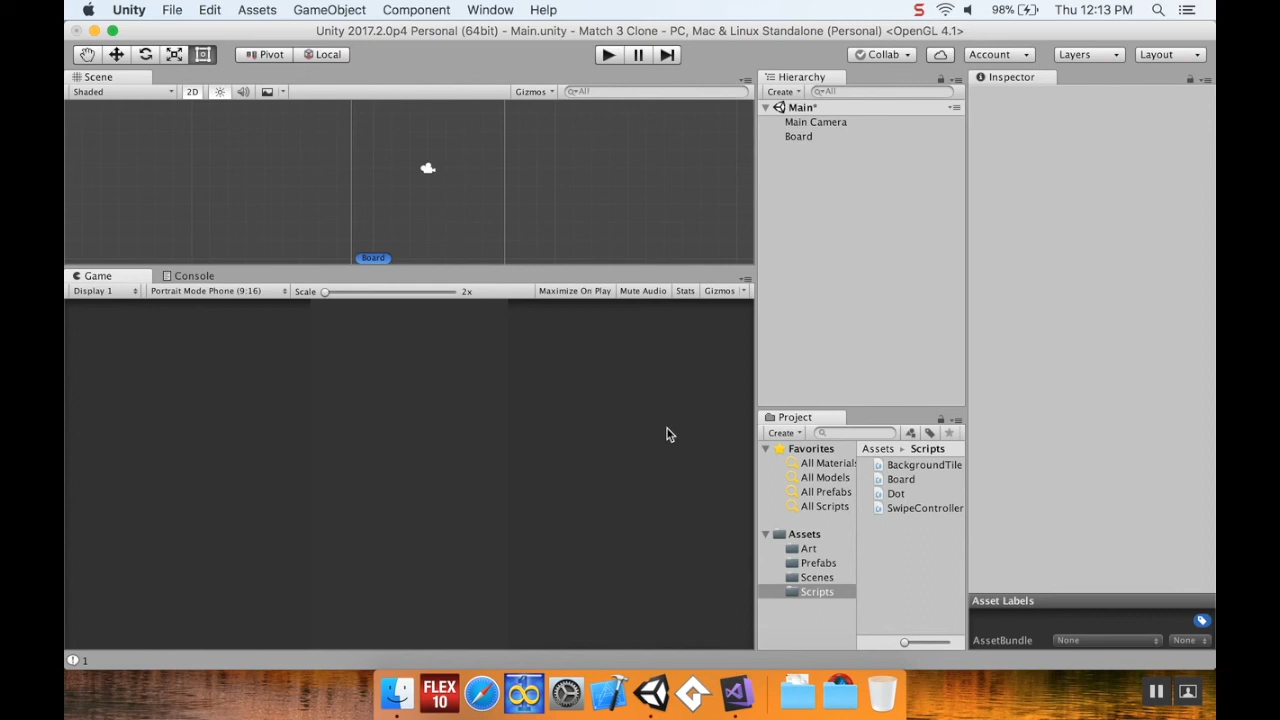 Unity File Edit Assets GameObject Component Window Help S 98% Thu 12:13 PM
Unity 2017.2.0p4 Personal (64bit) - Main.unity - Match 3 Clone - PC, Mac & Linux Standalone (Personal) <OpenGL 4.1>
Pivot Local Collab Account Layers Layout
Scene Hierarchy Inspector
Shaded 2D Gizmos All Create All
Main*
Main Camera
Board
Board
Game Console
Display 1 Portrait Mode Phone (9:16) Scale 2x Maximize On Play Mute Audio Stats Gizmos
Project
Create
Favorites Assets Scripts
All Materials BackgroundTile
All Models Board
All Prefabs Dot
All Scripts SwipeController
Assets
Art
Prefabs
Scenes
Scripts
Asset Labels
AssetBundle None None
1
FLEX
10